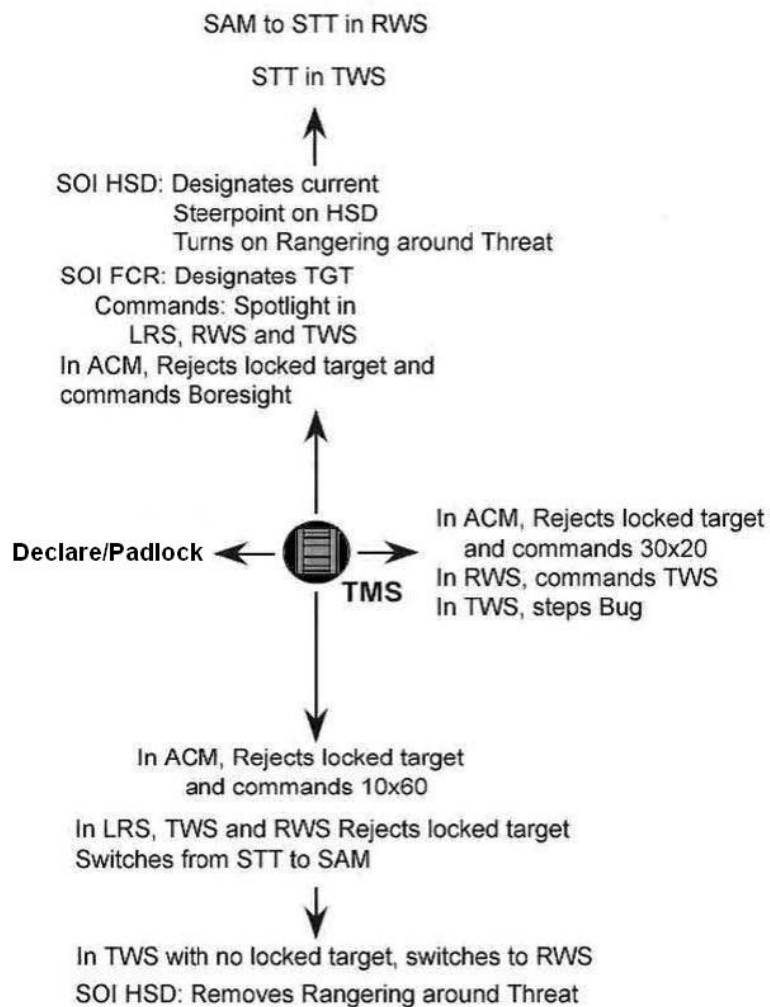 SAM to STT in RWS
STT in TWS
SOI HSD: Designates current
Steerpoint on HSD
Turns on Rangering around Threat
SOI FCR: Designates TGT
Commands: Spotlight in
LRS, RWS and TWS
In ACM, Rejects locked target and
commands Boresight
Declare/Padlock
TMS
In ACM, Rejects locked target
and commands 30x20
In RWS, commands TWS
In TWS, steps Bug
In ACM, Rejects locked target
and commands 10x60
In LRS, TWS and RWS Rejects locked target
Switches from STT to SAM
In TWS with no locked target, switches to RWS
SOI HSD: Removes Rangering around Threat